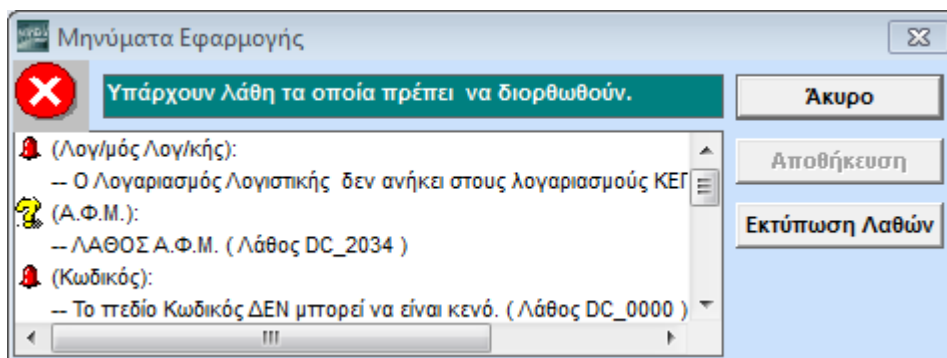 Μηνύματα Εφαρμογής
Υπάρχουν Λάθη τα οποία πρέπει να διορθωθούν.
Άκυρο
(Λογ/μός Λογ/κής):
-- Ο Λογαριασμός Λογιστικής δεν ανήκει στους λογαριασμούς
Αποθήκευση
(Α.Φ.Μ.):
-- ΛΑΘΟΣ Α.Φ.Μ. ( Λάθος DC_2034 )
Εκτύπωση Λαθών
(Κωδικός):
-- Το πεδίο Κωδικός ΔΕΝ μπορεί να είναι κενό. ( Λάθος DC_0000 )